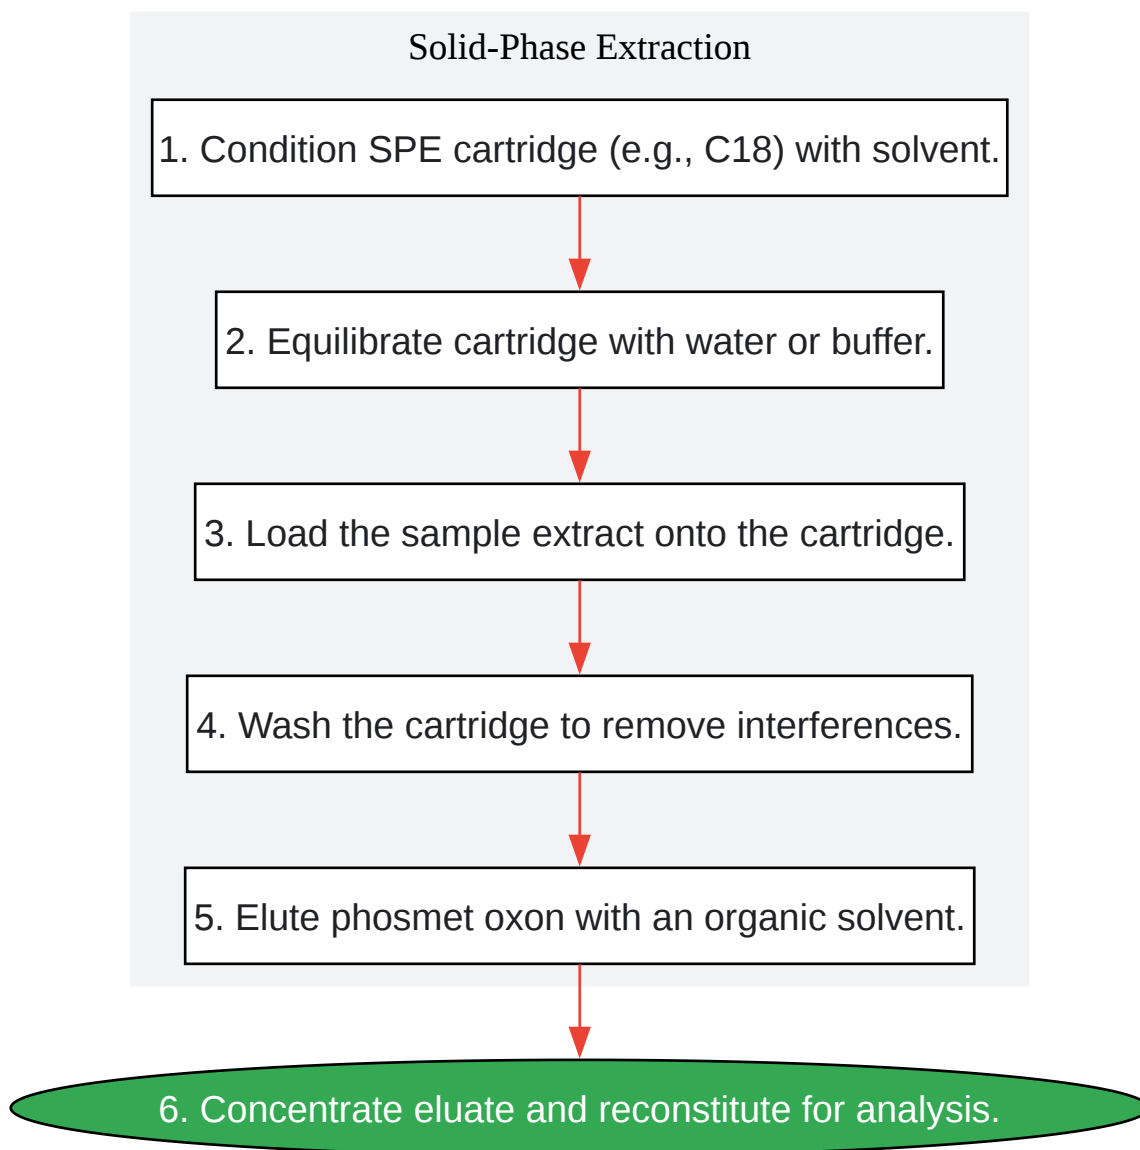 Solid-Phase Extraction
1. Condition SPE cartridge (e.g., C18) with solvent.
2. Equilibrate cartridge with water or buffer.
3. Load the sample extract onto the cartridge.
4. Wash the cartridge to remove interferences.
5. Elute phosmet oxon with an organic solvent.
6. Concentrate eluate and reconstitute for analysis.